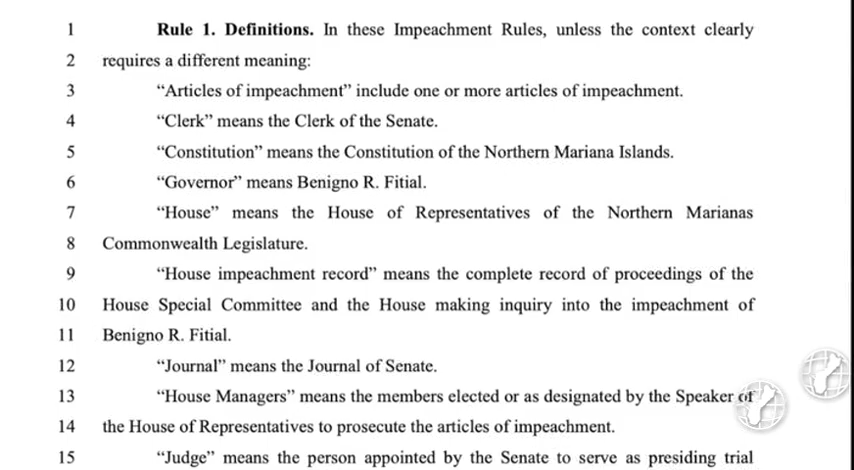 1 Rule 1. Definitions. In these Impeachment Rules, unless the context clearly
2 requires a different meaning:
3 “Articles of impeachment” include one or more articles of impeachment.
4 “Clerk” means the Clerk of the Senate.
5 “Constitution” means the Constitution of the Northern Mariana Islands.
6 “Governor” means Benigno R. Fitial.
7 “House” means the House of Representatives of the Northern Marianas
8 Commonwealth Legislature.
9 “House impeachment record” means the complete record of proceedings of the
10 House Special Committee and the House making inquiry into the impeachment of
11 Benigno R. Fitial.
12 “Journal” means the Journal of Senate.
13 “House Managers” means the members elected or as designated by the Speaker of
14 the House of Representatives to prosecute the articles of impeachment.
15 “Judge” means the person appointed by the Senate to serve as presiding trial